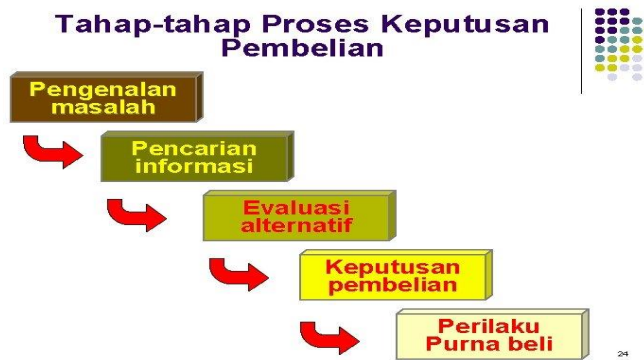 Tahap-tahap Proses Keputusan
Pembelian
Pengenalan
masalah
Pencarian
informasi
Evaluasi
alternatif
Keputusan
pembelian
Perilaku
Purna beli
24